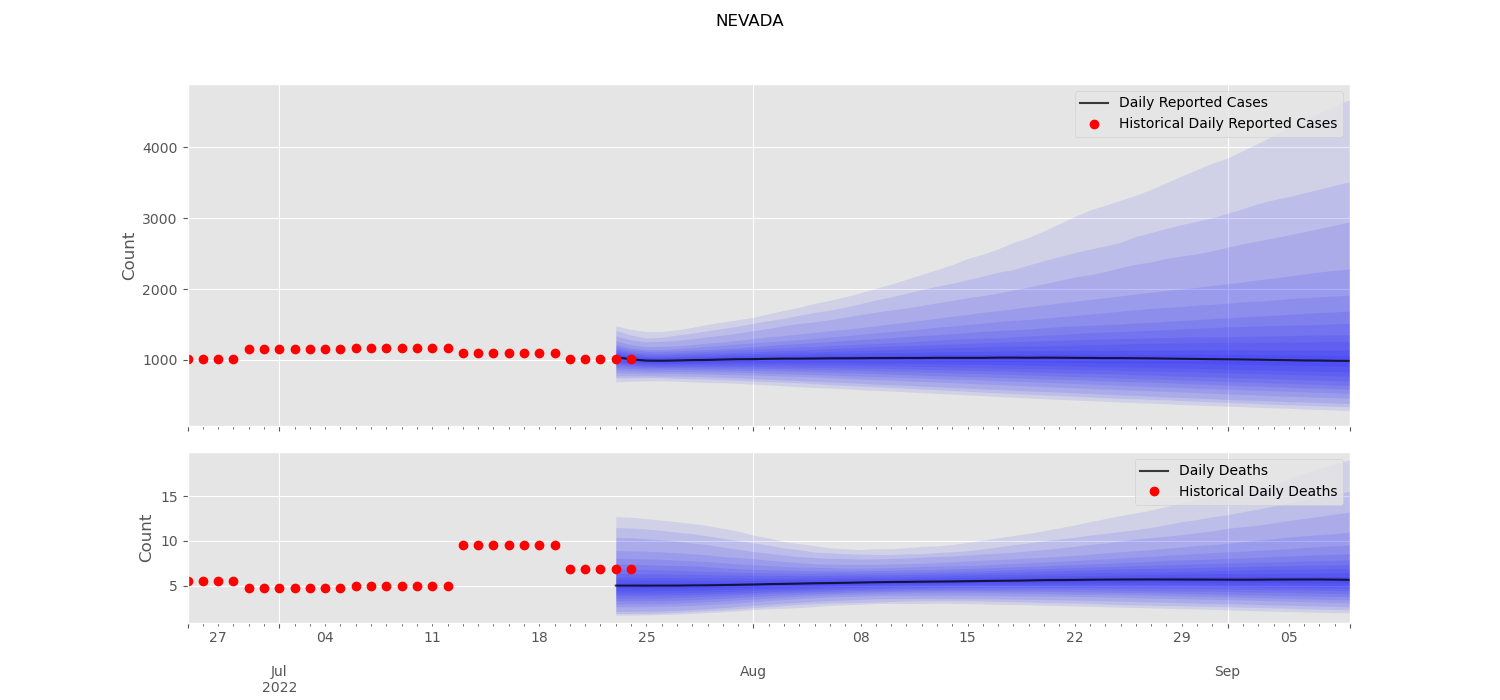 NEVADA
Daily Reported Cases
Historical Daily Reported Cases
4000
3000
2000
1000
Count
Daily Deaths
Historical Daily Deaths
15
10
5
Count
27 04 11 18 25 08 15 22 29 05
Jul Aug Sep
2022